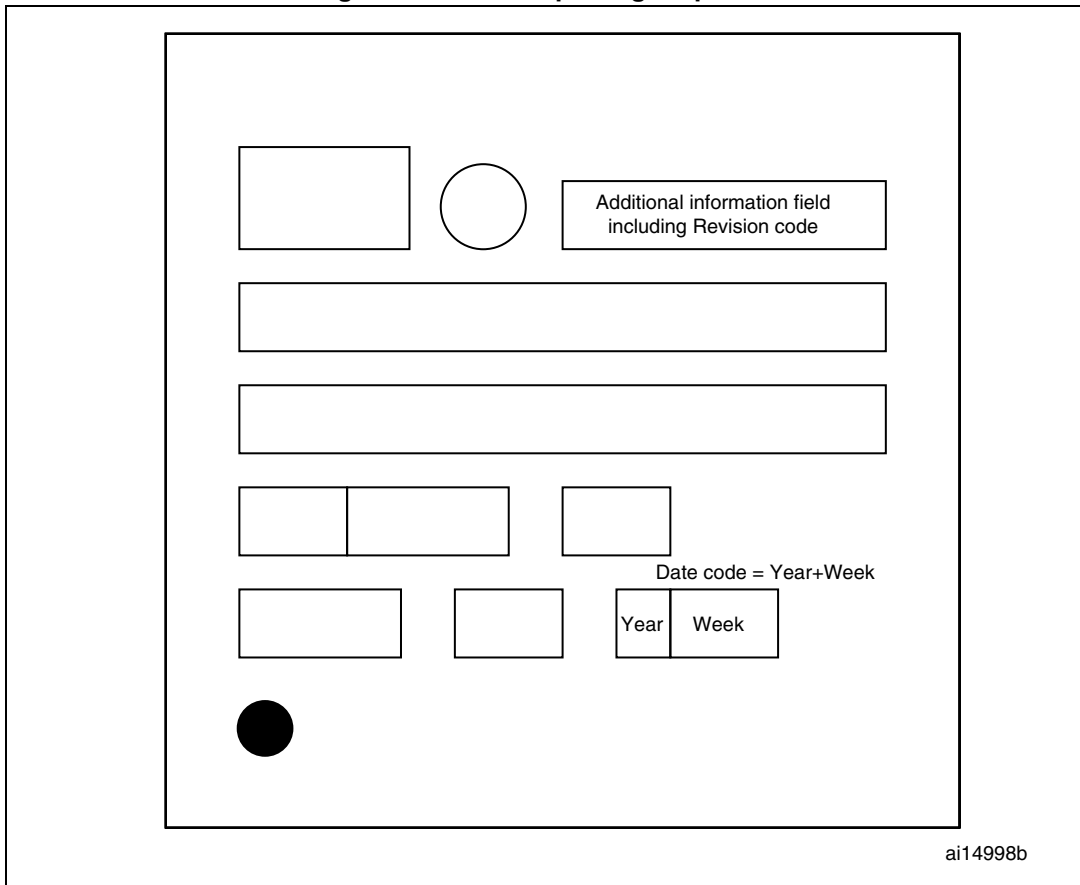 Additional information field
including Revision code
Date code = Year+Week
Year Week
ai14998b